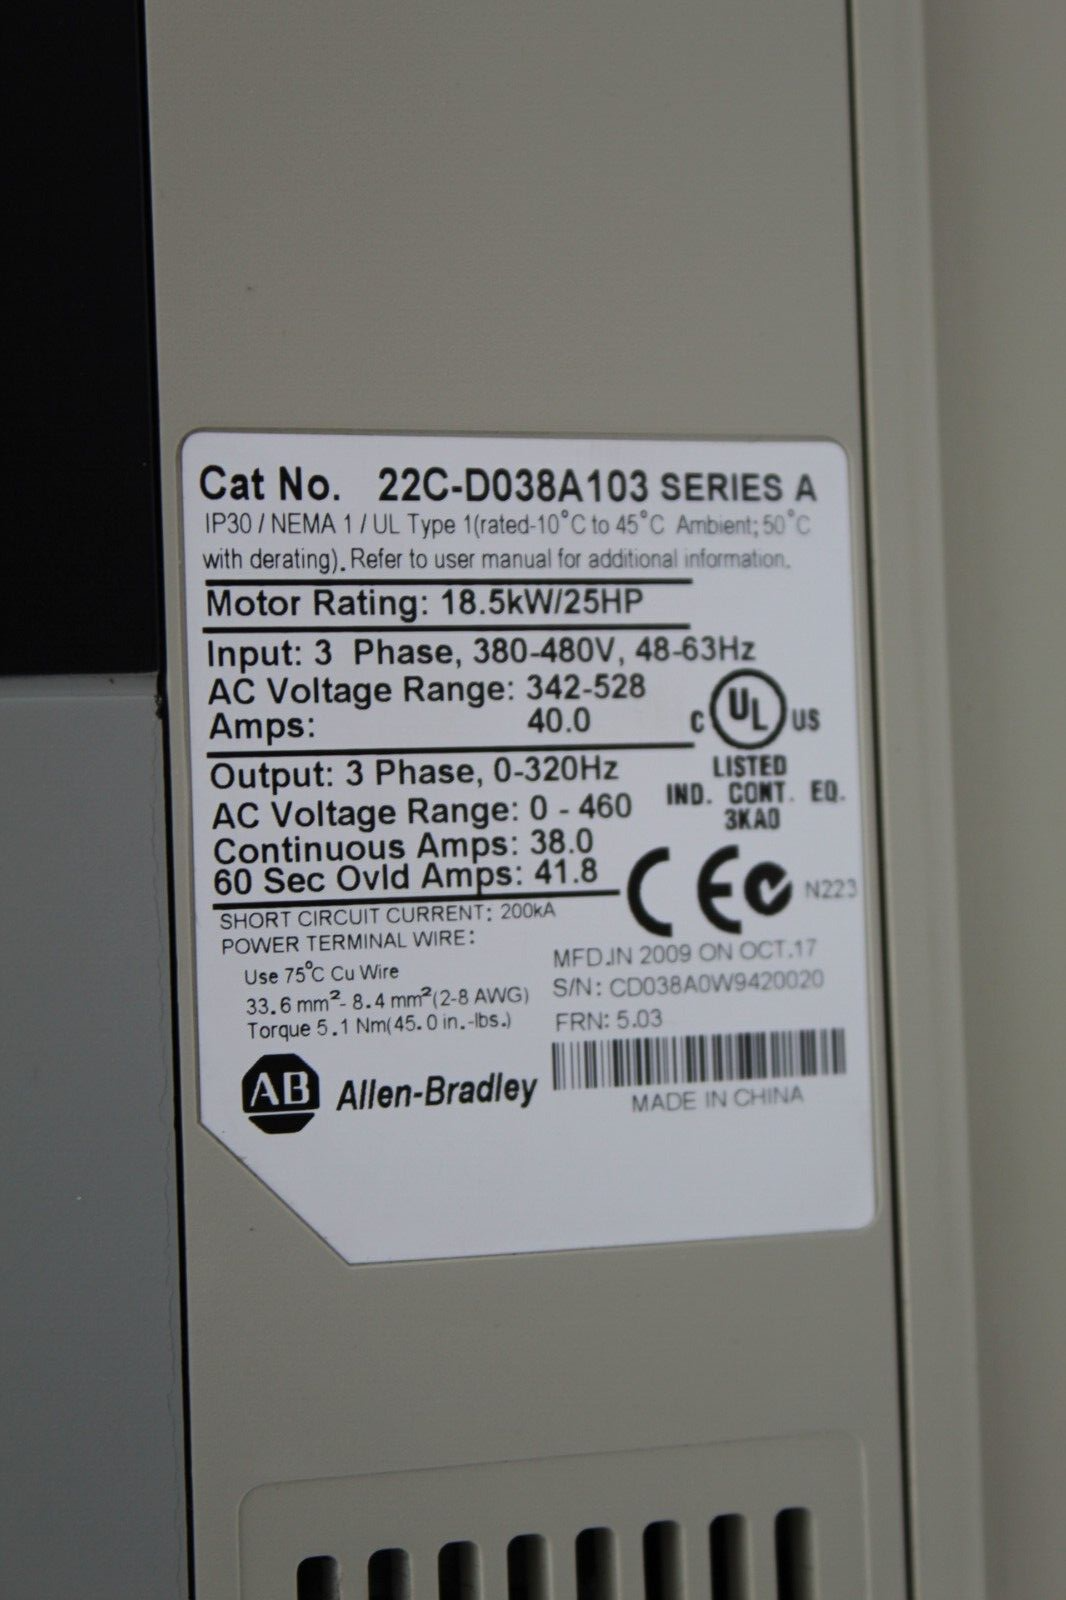 Cat No. 22C-D038A103 SERIES A
IP30 / NEMA 1 / UL Type 1(rated-10°C to 45°C Ambient; 50°C
with derating). Refer to user manual for additional information.
Motor Rating: 18.5kW/25HP
Input: 3 Phase, 380-480V, 48-63Hz
AC Voltage Range: 342-528
Amps: 40.0
C UL US
LISTED
IND. CONT. EQ.
3KA0
Output: 3 Phase, 0-320Hz
AC Voltage Range: 0 - 460
Continuous Amps: 38.0
60 Sec Ovld Amps: 41.8
CE N223
SHORT CIRCUIT CURRENT: 200kA
POWER TERMINAL WIRE:
Use 75°C Cu Wire
33.6 mm²- 8.4 mm²(2-8 AWG)
Torque 5.1 Nm(45.0 in.-lbs.)
MFD.IN 2009 ON OCT.17
S/N: CD038A0W9420020
FRN: 5.03
MADE IN CHINA
AB Allen-Bradley